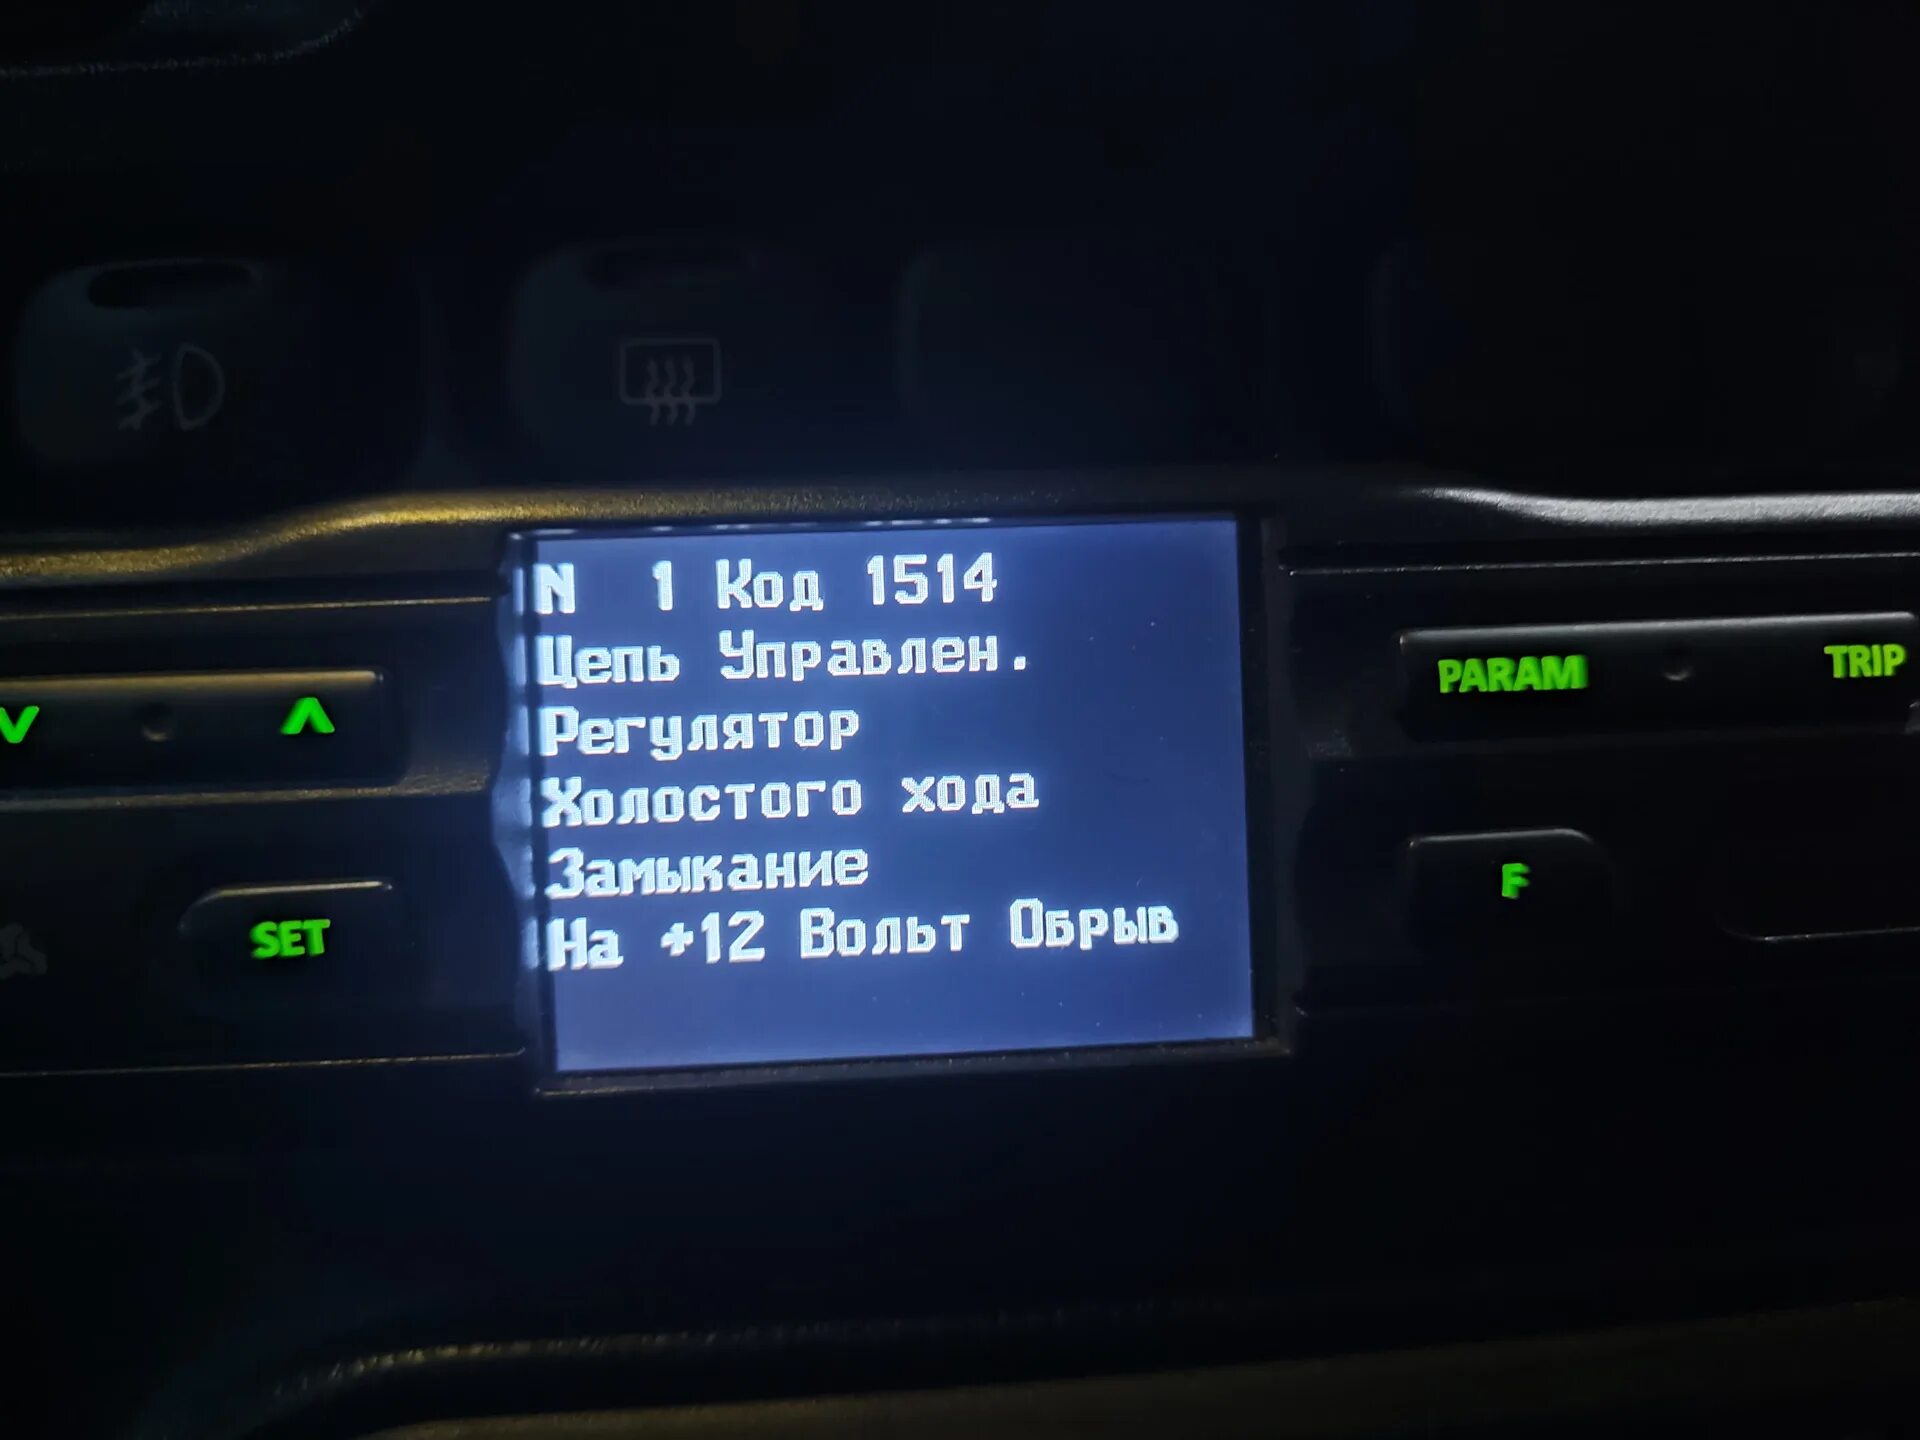 N 1 Код 1514
Цепь Управлен.
Регулятор
Холостого хода
Замыкание
На +12 Вольт Обрыв
PARAM
TRIP
SET
F